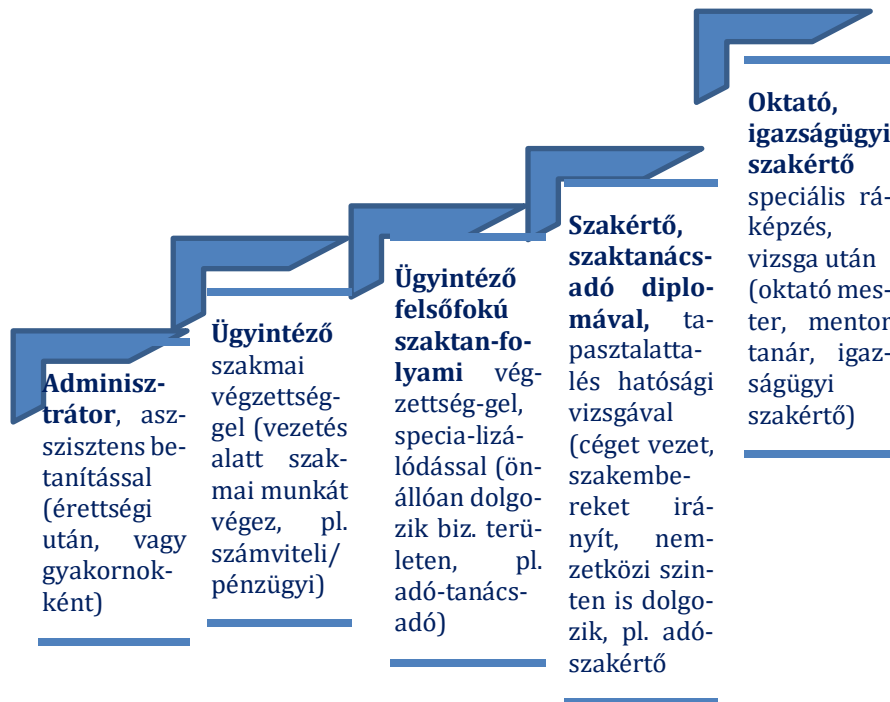 Adminisz-
trátor, asz-
szisztens be-
tanítással
(érettségi
után, vagy
gyakornok-
ként)
Ügyintéző
szakmai
végzettség-
gel (vezetés
alatt szak-
mai munkát
végez, pl.
számviteli/
pénzügyi)
Ügyintéző
felsőfokú
szaktan-fo-
lyami vég-
zettség-gel,
specia-lizá-
lódással (ön-
állóan dolgo-
zik biz. terü-
leten, pl.
adó-tanács-
adó)
Szakértő,
szaktanács-
adó diplo-
mával, ta-
pasztalatta-
lés hatósági
vizsgával
(céget vezet,
szakembe-
reket irá-
nyít, nem-
zetközi szin-
ten is dolgo-
zik, pl. adó-
szakértő
Oktató,
igazságügyi
szakértő
speciális rá-
képzés,
vizsga után
(oktató mes-
ter, mentor
tanár, igaz-
ságügyi
szakértő)